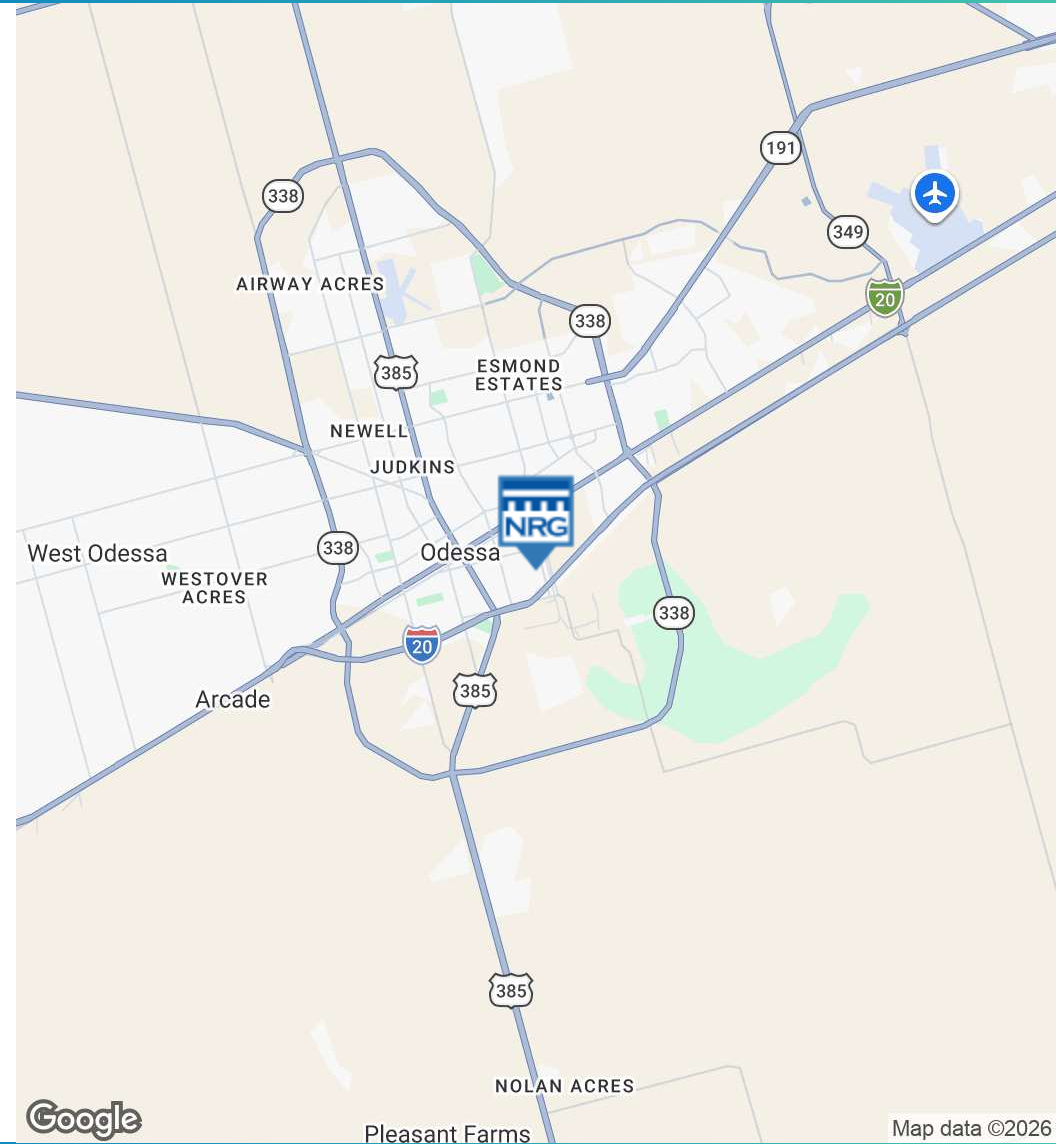 191
338
349
AIRWAY ACRES
20
338
385
ESMOND
ESTATES
NEWELL
JUDKINS
NRG
338
Odessa
West Odessa
WESTOVER
ACRES
338
20
385
Arcade
385
NOLAN ACRES
Pleasant Farms
Google
Map data ©2026